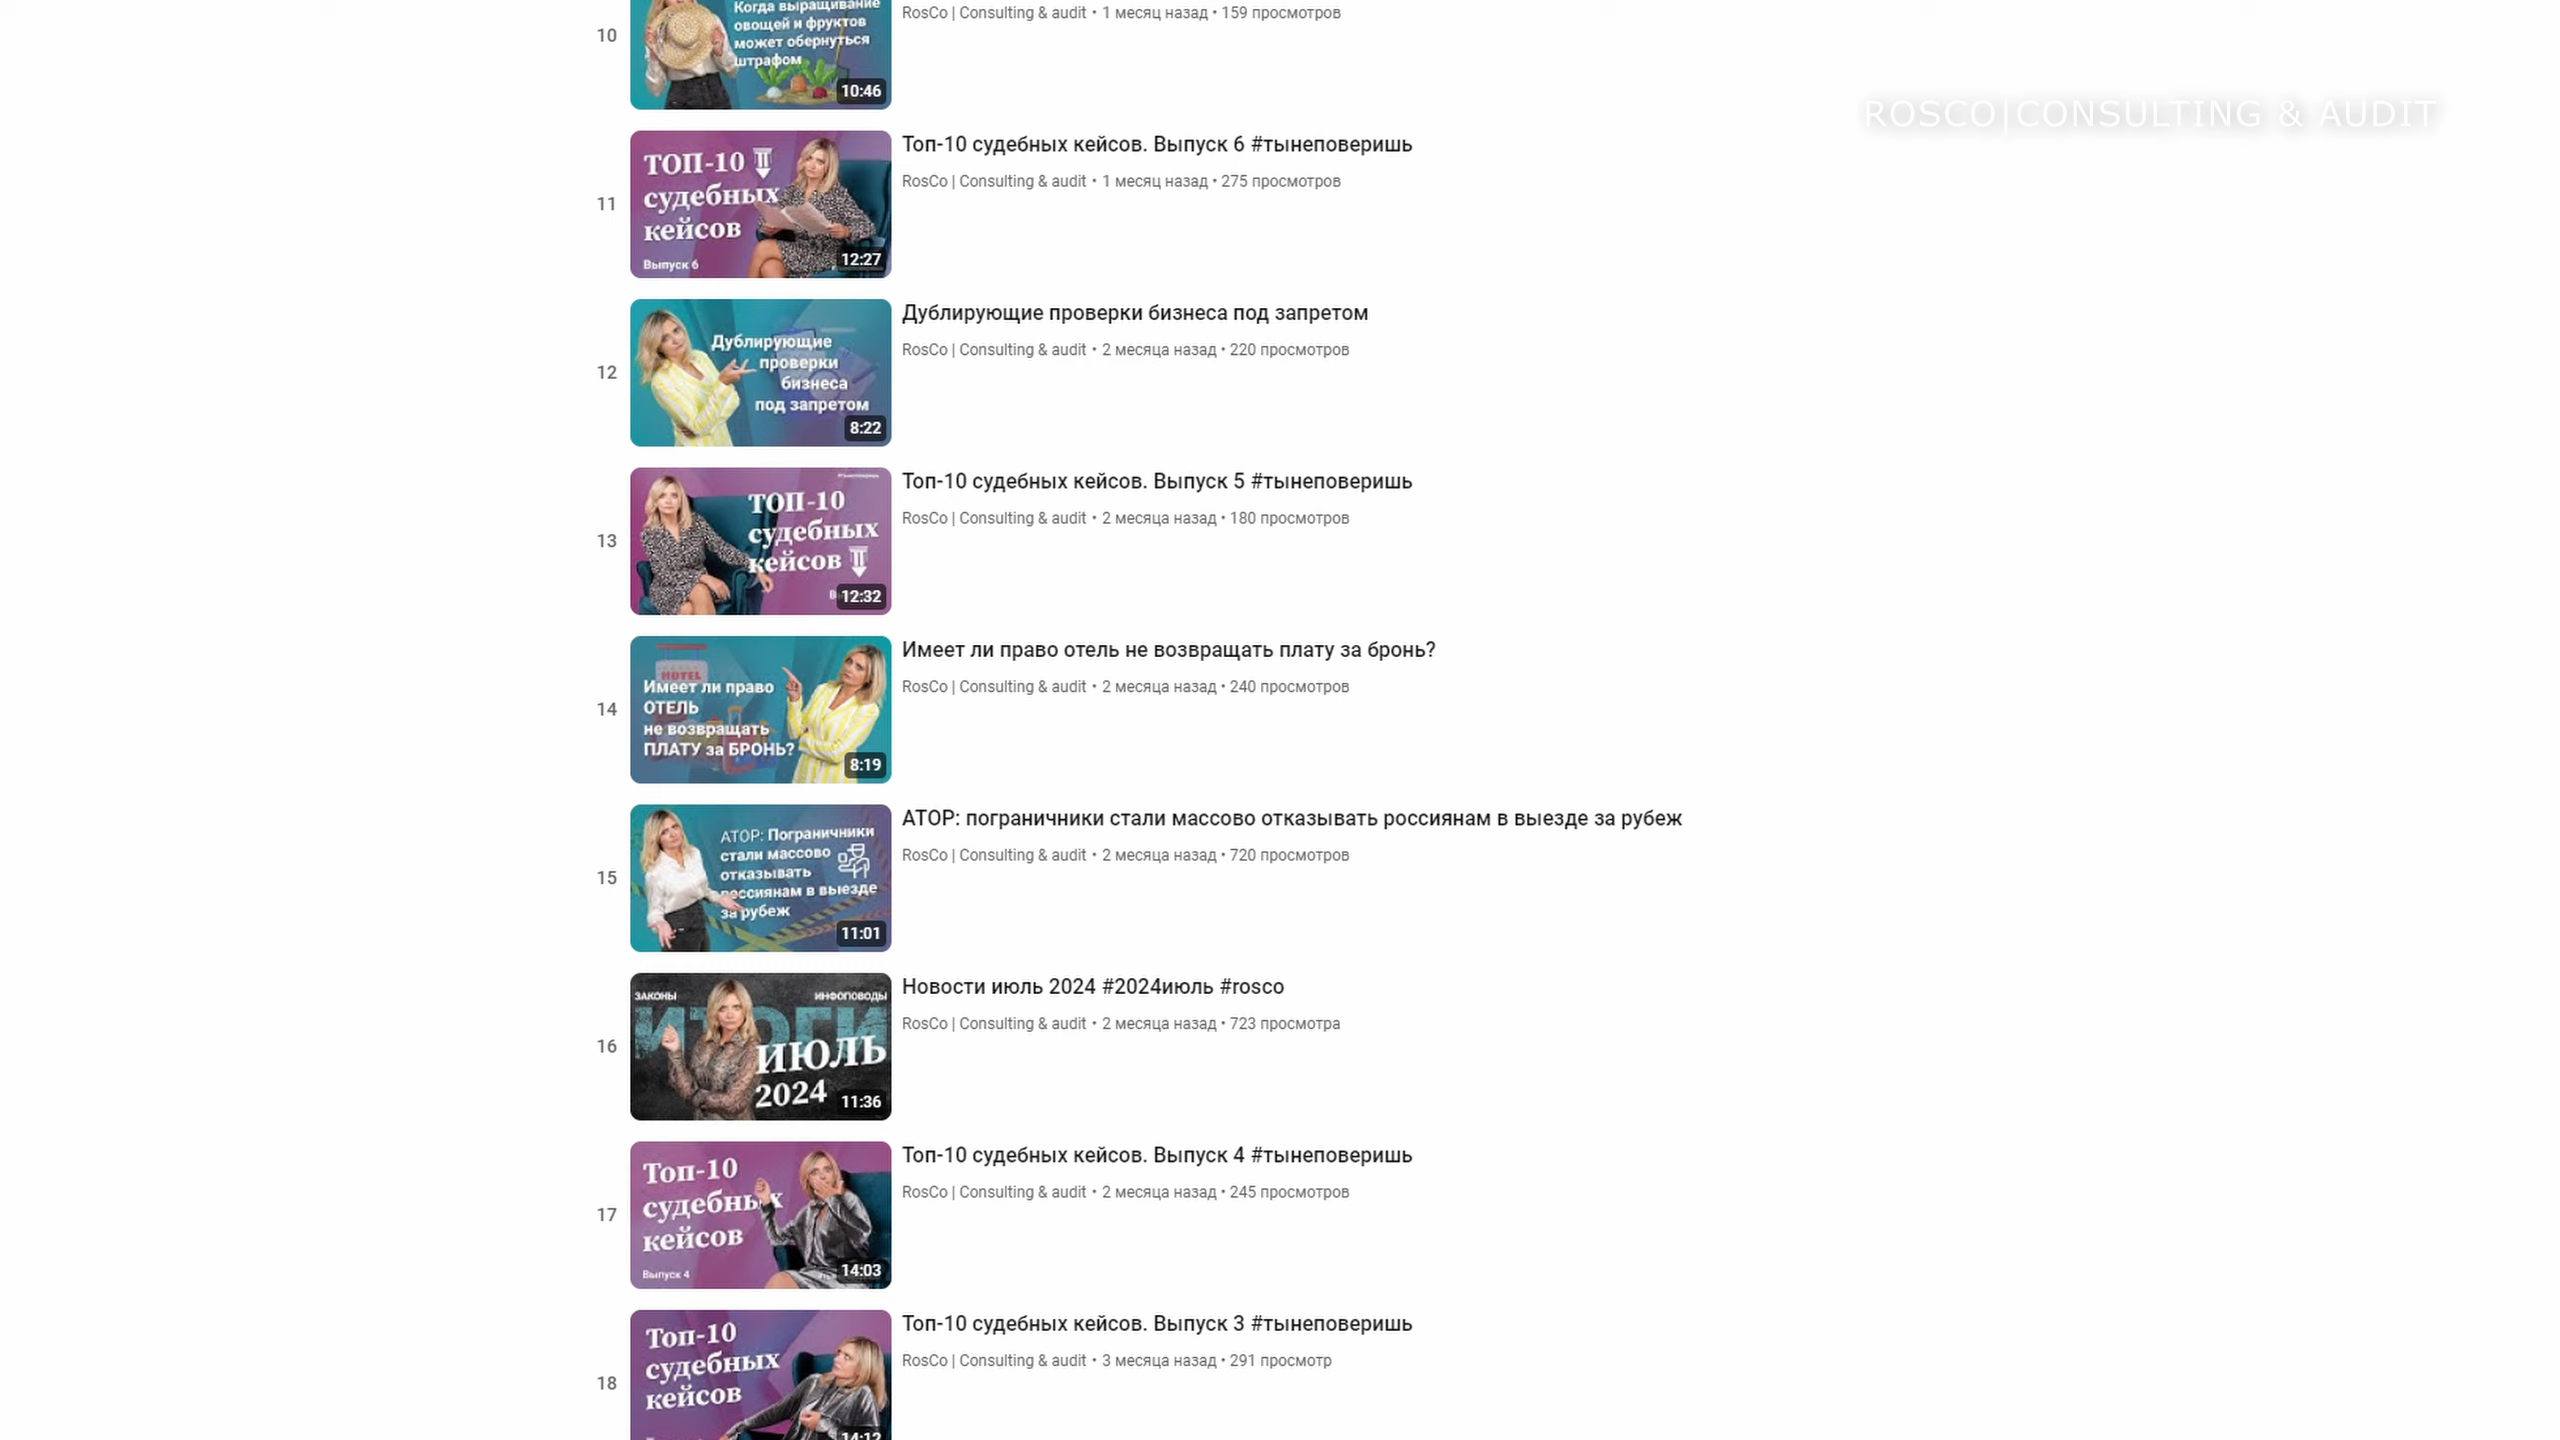 Когда выращивание
овощей и фруктов
может обернуться
штрафом
10
10:46
RosCo | Consulting & audit • 1 месяц назад • 159 просмотров
ROSCO|CONSULTING & AUDIT
11
ТОП-10
судебных
кейсов
Выпуск 6
12:27
Топ-10 судебных кейсов. Выпуск 6 #тынеповеришь
RosCo | Consulting & audit • 1 месяц назад • 275 просмотров
12
Дублирующие
проверки
бизнеса
под запретом
8:22
Дублирующие проверки бизнеса под запретом
RosCo | Consulting & audit • 2 месяца назад • 220 просмотров
13
ТОП-10
судебных
кейсов
12:32
Топ-10 судебных кейсов. Выпуск 5 #тынеповеришь
RosCo | Consulting & audit • 2 месяца назад • 180 просмотров
14
HOTEL
Имеет ли право
ОТЕЛЬ
не возвращать
ПЛАТУ за БРОНЬ?
8:19
Имеет ли право отель не возвращать плату за бронь?
RosCo | Consulting & audit • 2 месяца назад • 240 просмотров
15
АТОР: Пограничники
стали массово
отказывать
россиянам в выезде
за рубеж
11:01
АТОР: пограничники стали массово отказывать россиянам в выезде за рубеж
RosCo | Consulting & audit • 2 месяца назад • 720 просмотров
16
ЗАКОНЫ
ИНФОПОВОДЫ
ИТОГИ
ИЮЛЬ
2024
11:36
Новости июль 2024 #2024июль #rosco
RosCo | Consulting & audit • 2 месяца назад • 723 просмотра
17
Топ-10
судебных
кейсов
Выпуск 4
14:03
Топ-10 судебных кейсов. Выпуск 4 #тынеповеришь
RosCo | Consulting & audit • 2 месяца назад • 245 просмотров
18
Топ-10
судебных
кейсов
14:12
Топ-10 судебных кейсов. Выпуск 3 #тынеповеришь
RosCo | Consulting & audit • 3 месяца назад • 291 просмотр